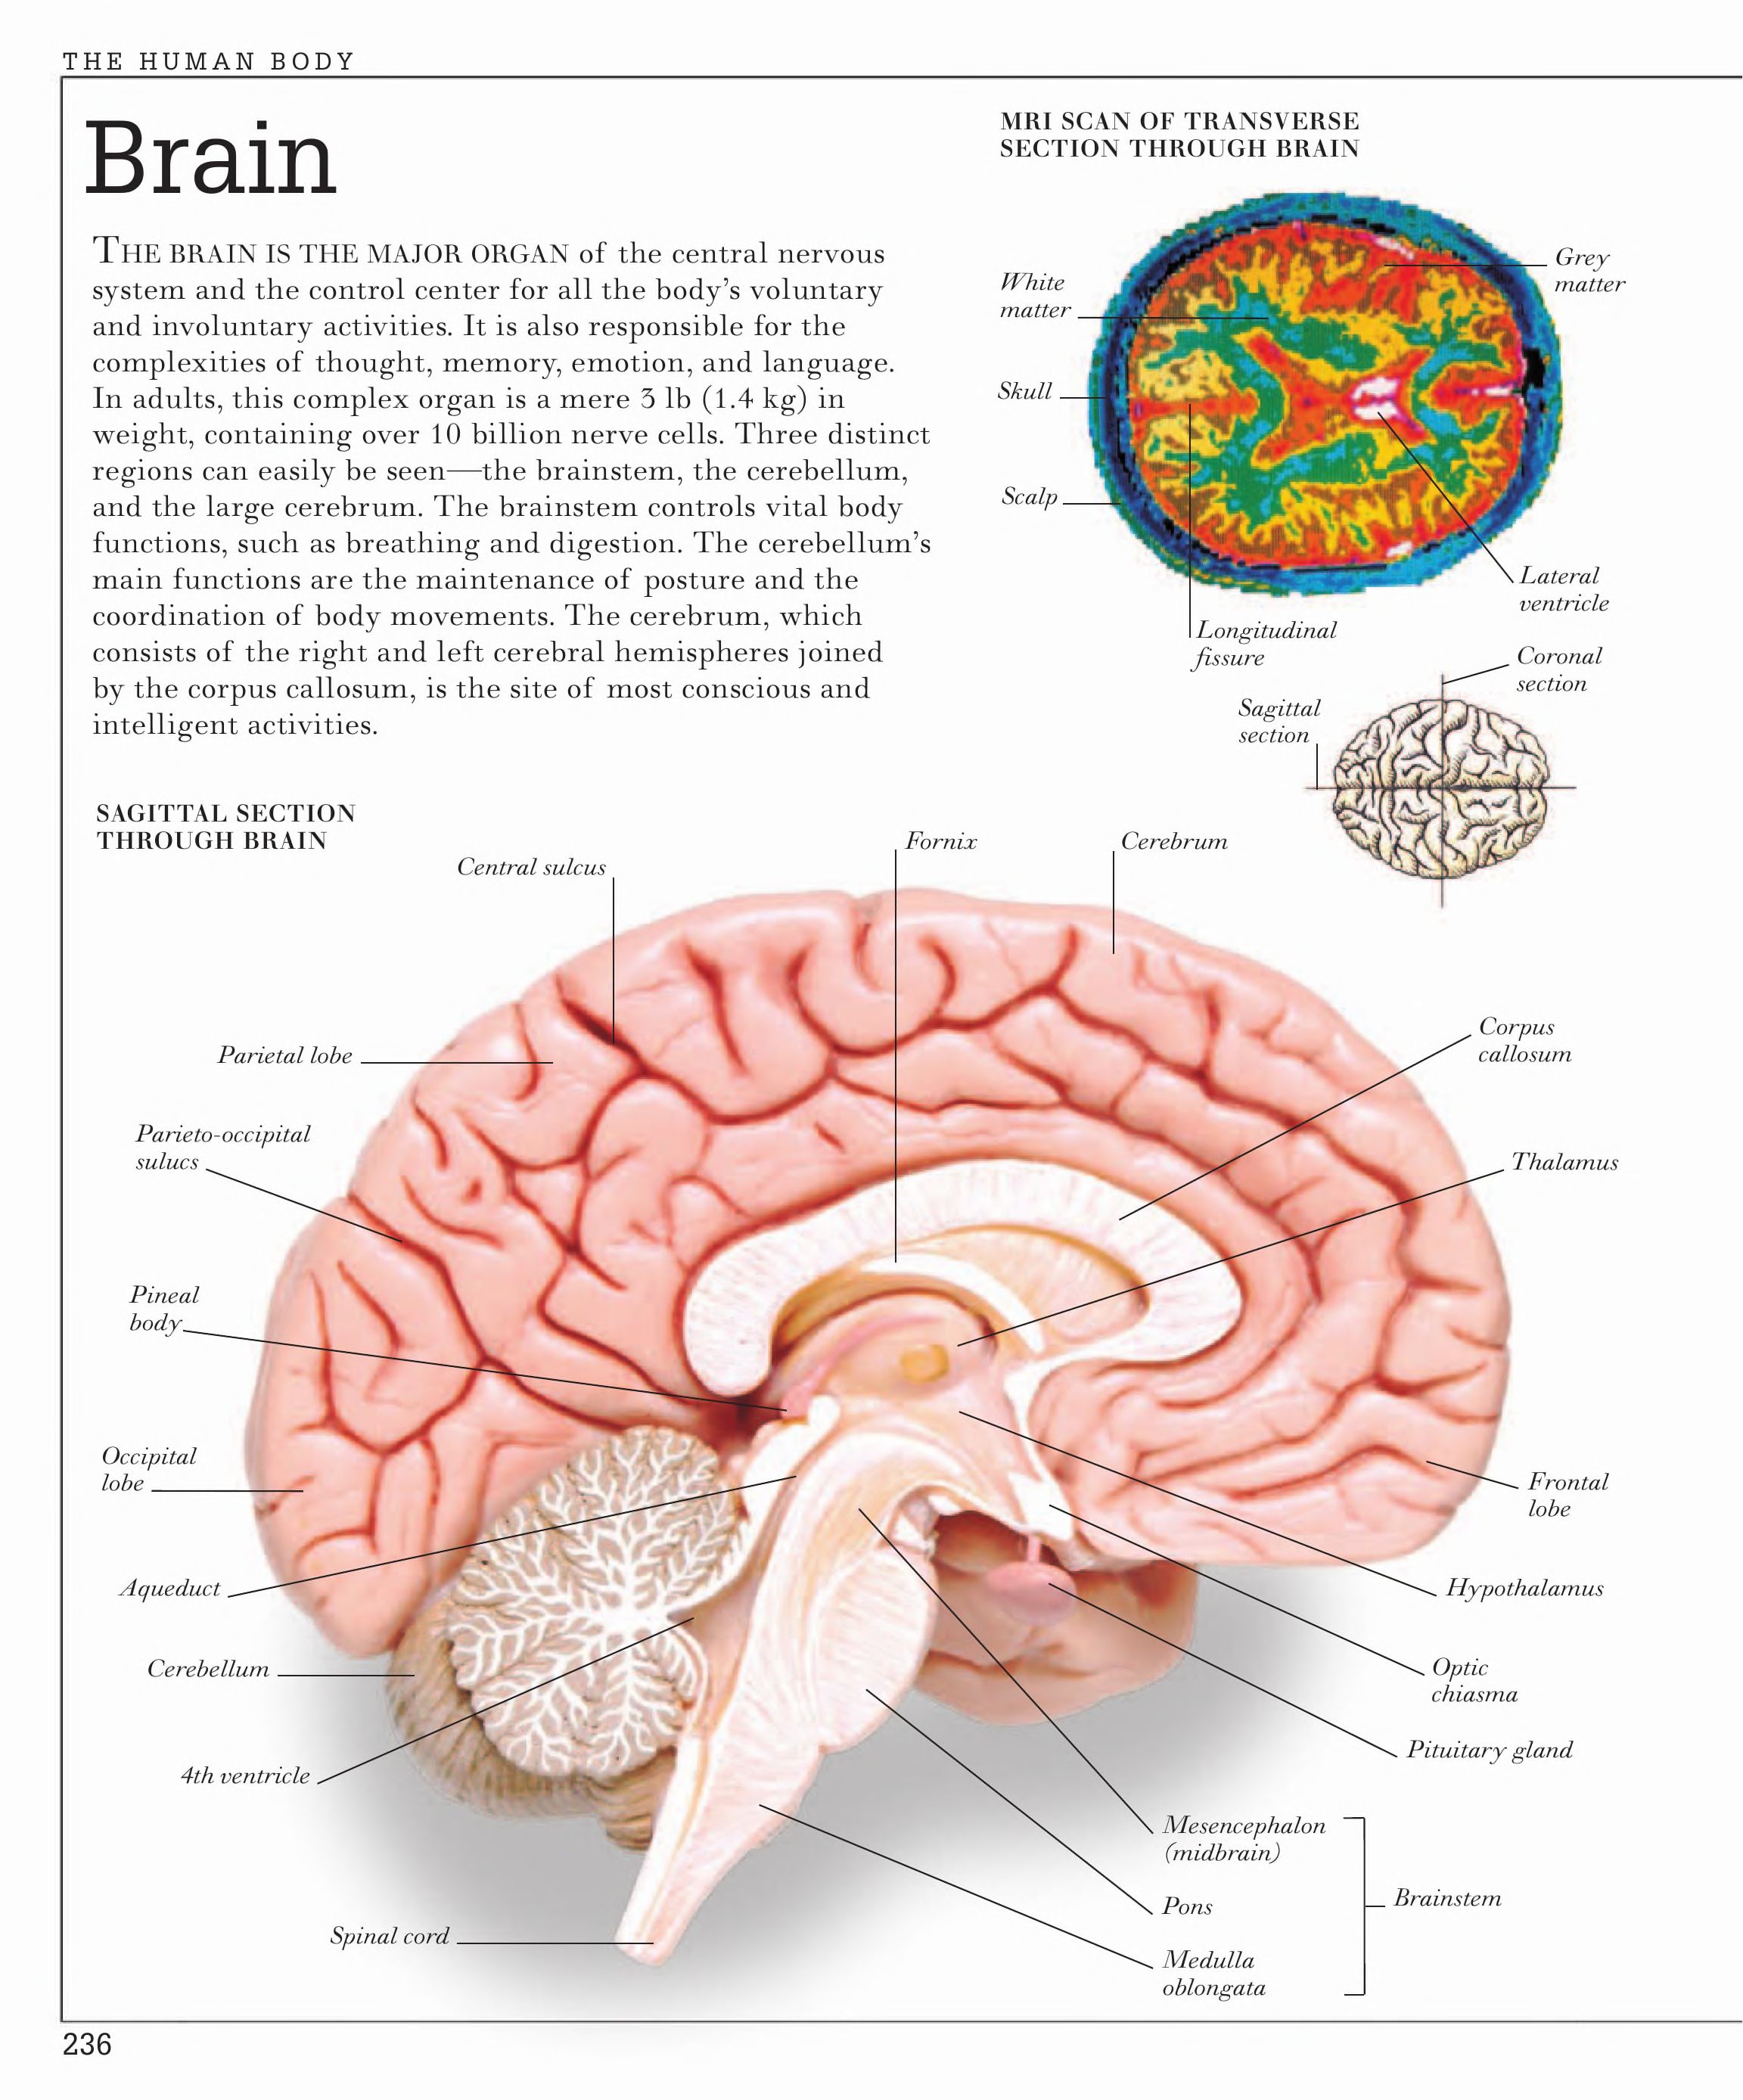 THE HUMAN BODY
Brain
THE BRAIN IS THE MAJOR ORGAN of the central nervous
system and the control center for all the body’s voluntary
and involuntary activities. It is also responsible for the
complexities of thought, memory, emotion, and language.
In adults, this complex organ is a mere 3 lb (1.4 kg) in
weight, containing over 10 billion nerve cells. Three distinct
regions can easily be seen—the brainstem, the cerebellum,
and the large cerebrum. The brainstem controls vital body
functions, such as breathing and digestion. The cerebellum’s
main functions are the maintenance of posture and the
coordination of body movements. The cerebrum, which
consists of the right and left cerebral hemispheres joined
by the corpus callosum, is the site of most conscious and
intelligent activities.
MRI SCAN OF TRANSVERSE
SECTION THROUGH BRAIN
White
matter
Skull
Scalp
Grey
matter
Lateral
ventricle
Longitudinal
fissure
Coronal
section
Sagittal
section
SAGITTAL SECTION
THROUGH BRAIN
Central sulcus
Fornix
Cerebrum
Parietal lobe
Parieto-occipital
sulucs
Pineal
body
Occipital
lobe
Aqueduct
Cerebellum
4th ventricle
Spinal cord
Corpus
callosum
Thalamus
Frontal
lobe
Hypothalamus
Optic
chiasma
Pituitary gland
Mesencephalon
(midbrain)
Pons
Medulla
oblongata
Brainstem
236